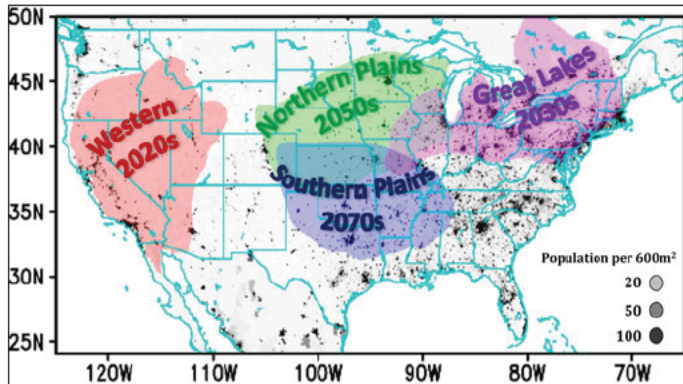 50N
45N
40N
35N
30N
25N
Western
2020s
Northern Plains
2050s
Great Lakes
2030s
Southern Plains
2070s
Population per 600m²
20
50
100
120W
110W
100W
90W
80W
70W